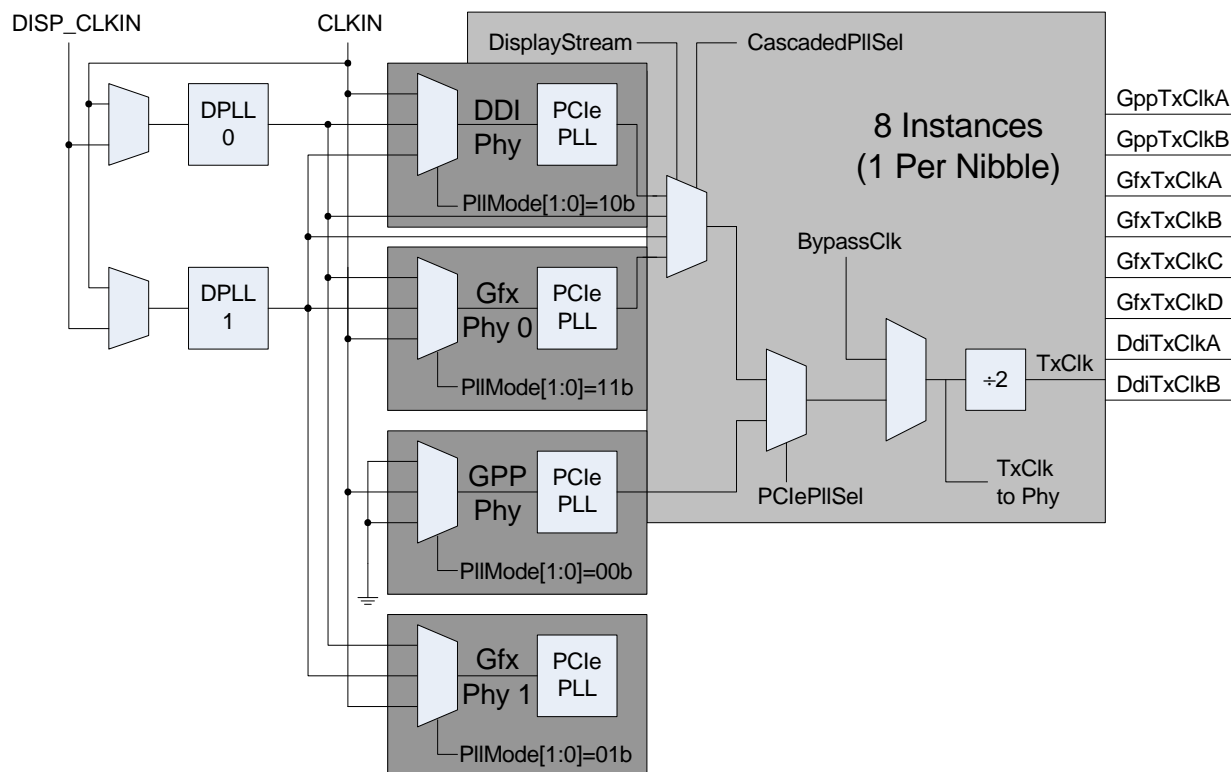 DISP_CLKIN
CLKIN
DisplayStream
CascadedPllSel
DPLL
0
DDI
Phy
PCIe
PLL
PllMode[1:0]=10b
8 Instances
(1 Per Nibble)
GppTxClkA
GppTxClkB
GfxTxClkA
GfxTxClkB
GfxTxClkC
GfxTxClkD
DdiTxClkA
DdiTxClkB
BypassClk
DPLL
1
Gfx
Phy 0
PCIe
PLL
PllMode[1:0]=11b
÷2
TxClk
GPP
Phy
PCIe
PLL
PCIePllSel
TxClk
to Phy
PllMode[1:0]=00b
Gfx
Phy 1
PCIe
PLL
PllMode[1:0]=01b